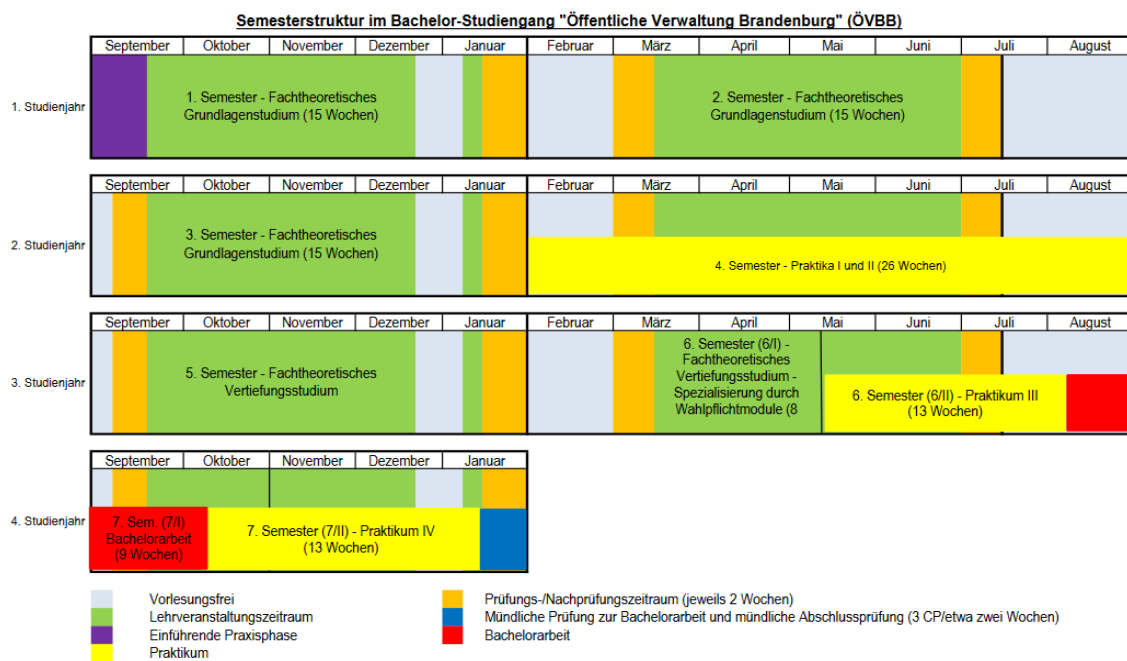 Semesterstruktur im Bachelor-Studiengang "Öffentliche Verwaltung Brandenburg" (ÖVBB)
September Oktober November Dezember Januar Februar März April Mai Juni Juli August
1. Studienjahr
1. Semester - Fachtheoretisches
Grundlagenstudium (15 Wochen)
2. Semester - Fachtheoretisches
Grundlagenstudium (15 Wochen)
September Oktober November Dezember Januar Februar März April Mai Juni Juli August
2. Studienjahr
3. Semester - Fachtheoretisches
Grundlagenstudium (15 Wochen)
4. Semester - Praktika I und II (26 Wochen)
September Oktober November Dezember Januar Februar März April Mai Juni Juli August
3. Studienjahr
5. Semester - Fachtheoretisches
Vertiefungsstudium
6. Semester (6/I) -
Fachtheoretisches
Vertiefungsstudium -
Spezialisierung durch
Wahlpflichtmodule (8
6. Semester (6/II) - Praktikum III
(13 Wochen)
September Oktober November Dezember Januar
4. Studienjahr
7. Sem. (7/I)
Bachelorarbeit
(9 Wochen)
7. Semester (7/II) - Praktikum IV
(13 Wochen)
Vorlesungsfrei
Lehrveranstaltungszeitraum
Einführende Praxisphase
Praktikum
Prüfungs-/Nachprüfungszeitraum (jeweils 2 Wochen)
Mündliche Prüfung zur Bachelorarbeit und mündliche Abschlussprüfung (3 CP/etwa zwei Wochen)
Bachelorarbeit